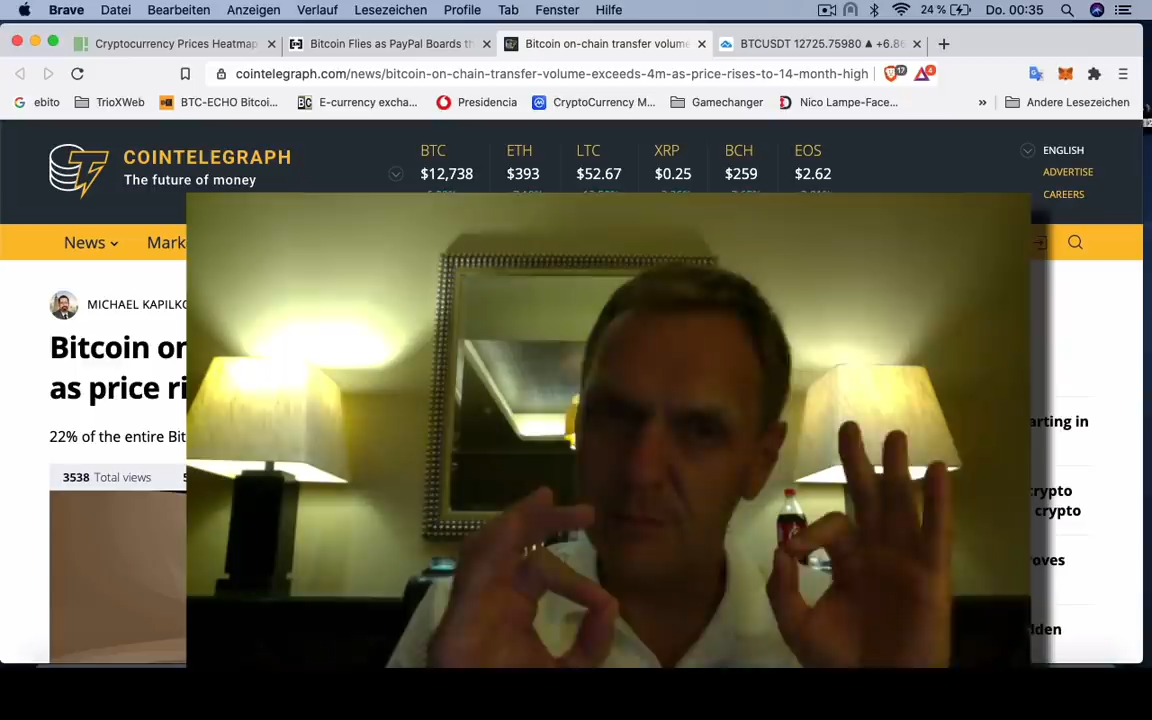 Brave Datei Bearbeiten Anzeigen Verlauf Lesezeichen Profile Tab Fenster Hilfe 24 % Do. 00:35
Cryptocurrency Prices Heatmap Bitcoin Flies as PayPal Boards Bitcoin on-chain transfer volume BTCUSDT 12725.75980 ▲ +6.8
cointelegraph.com/news/bitcoin-on-chain-transfer-volume-exceeds-4m-as-price-rises-to-14-month-high 17 4
ebito TrioXWeb BTC-ECHO Bitcoi... E-currency excha... Presidencia CryptoCurrency M... Gamechanger Nico Lampe-Face... » Andere Lesezeichen
COINTELEGRAPH
The future of money
BTC ETH LTC XRP BCH EOS
$12,738 $393 $52.67 $0.25 $259 $2.62
ENGLISH
ADVERTISE
CAREERS
News Mark
MICHAEL KAPILK
Bitcoin on
as price ri
22% of the entire Bit
3538 Total views
arting in
crypto
crypto
oves
dden